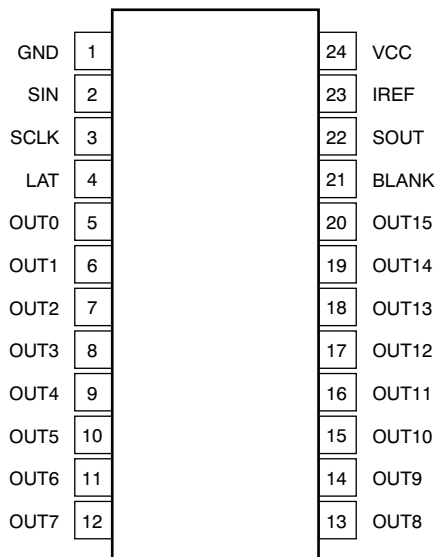 GND 1 24 VCC
SIN 2 23 IREF
SCLK 3 22 SOUT
LAT 4 21 BLANK
OUT0 5 20 OUT15
OUT1 6 19 OUT14
OUT2 7 18 OUT13
OUT3 8 17 OUT12
OUT4 9 16 OUT11
OUT5 10 15 OUT10
OUT6 11 14 OUT9
OUT7 12 13 OUT8